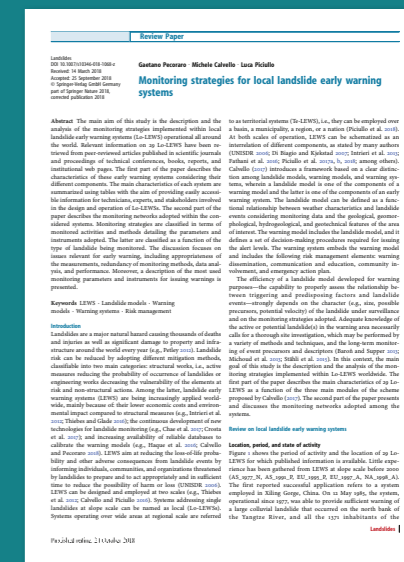 Review Paper
Landslides
DOI 10.1007/s10346-018-1068-z
Received: 14 March 2018
Accepted: 25 September 2018
© Springer-Verlag GmbH Germany
part of Springer Nature 2018,
corrected publication 2018
Gaetano Pecoraro · Michele Calvello · Luca Piciullo
Monitoring strategies for local landslide early warning
systems
Abstract The main aim of this study is the description and the
analysis of the monitoring strategies implemented within local
landslide early warning systems (Lo-LEWS) operational all around
the world. Relevant information on 29 Lo-LEWS have been re-
trieved from peer-reviewed articles published in scientific journals
and proceedings of technical conferences, books, reports, and
institutional web pages. The first part of the paper describes the
characteristics of these early warning systems considering their
different components. The main characteristics of each system are
summarized using tables with the aim of providing easily accessi-
ble information for technicians, experts, and stakeholders involved
in the design and operation of Lo-LEWS. The second part of the
paper describes the monitoring networks adopted within the con-
sidered systems. Monitoring strategies are classified in terms of
monitored activities and methods detailing the parameters and
instruments adopted. The latter are classified as a function of the
type of landslide being monitored. The discussion focuses on
issues relevant for early warning, including appropriateness of
the measurements, redundancy of monitoring methods, data anal-
ysis, and performance. Moreover, a description of the most used
monitoring parameters and instruments for issuing warnings is
presented.
Keywords LEWS · Landslide models · Warning
models · Warning systems · Risk management
Introduction
Landslides are a major natural hazard causing thousands of deaths
and injuries as well as significant damage to property and infra-
structure around the world every year (e.g., Petley 2012). Landslide
risk can be reduced by adopting different mitigation methods,
classifiable into two main categories: structural works, i.e., active
measures reducing the probability of occurrence of landslides or
engineering works decreasing the vulnerability of the elements at
risk and non-structural actions. Among the latter, landslide early
warning systems (LEWS) are being increasingly applied world-
wide, mainly because of their lower economic costs and environ-
mental impact compared to structural measures (e.g., Intrieri et al.
2012; Thiebes and Glade 2016); the continuous development of new
technologies for landslide monitoring (e.g., Chae et al. 2017; Crosta
et al. 2017); and increasing availability of reliable databases to
calibrate the warning models (e.g., Haque et al. 2016; Calvello
and Pecoraro 2018). LEWS aim at reducing the loss-of-life proba-
bility and other adverse consequences from landslide events by
informing individuals, communities, and organizations threatened
by landslides to prepare and to act appropriately and in sufficient
time to reduce the possibility of harm or loss (UNISDR 2006).
LEWS can be designed and employed at two scales (e.g., Thiebes
et al. 2012; Calvello and Piciullo 2016). Systems addressing single
landslides at slope scale can be named as local (Lo-LEWS).
Systems operating over wide areas at regional scale are referred
to as territorial systems (Te-LEWS), i.e., they can be employed over
a basin, a municipality, a region, or a nation (Piciullo et al. 2018).
At both scales of operation, LEWS can be schematized as an
interrelation of different components, as stated by many authors
(UNISDR 2006; Di Biagio and Kjekstad 2007; Intrieri et al. 2013;
Fathani et al. 2016; Piciullo et al. 2017a, b, 2018; among others).
Calvello (2017) introduces a framework based on a clear distinc-
tion among landslide models, warning models, and warning sys-
tems, wherein a landslide model is one of the components of a
warning model and the latter is one of the components of an early
warning system. The landslide model can be defined as a func-
tional relationship between weather characteristics and landslide
events considering monitoring data and the geological, geomor-
phological, hydrogeological, and geotechnical features of the area
of interest. The warning model includes the landslide model, and it
defines a set of decision-making procedures required for issuing
the alert levels. The warning system embeds the warning model
and includes the following risk management elements: warning
dissemination, communication and education, community in-
volvement, and emergency action plan.
The efficiency of a landslide model developed for warning
purposes—the capability to properly assess the relationship be-
tween triggering and predisposing factors and landslide
events—strongly depends on the character (e.g., size, possible
precursors, potential velocity) of the landslide under surveillance
and on the monitoring strategies adopted. Adequate knowledge of
the active or potential landslide(s) in the warning area necessarily
calls for a thorough site investigation, which may be performed by
a variety of methods and techniques, and the long-term monitor-
ing of event precursors and descriptors (Baroň and Supper 2013;
Michoud et al. 2013; Stähli et al. 2015). In this context, the main
goal of this study is the description and the analysis of the mon-
itoring strategies implemented within Lo-LEWS worldwide. The
first part of the paper describes the main characteristics of 29 Lo-
LEWS as a function of the three main modules of the scheme
proposed by Calvello (2017). The second part of the paper presents
and discusses the monitoring networks adopted among the
systems.
Review on local landslide early warning systems
Location, period, and state of activity
Figure 1 shows the period of activity and the location of 29 Lo-
LEWS for which published information is available. Little expe-
rience has been gathered from LEWS at slope scale before 2000
(AS_1977_N, AS_1991_P, EU_1995_P, EU_1997_A, NA_1998_A).
The first reported successful application refers to a system
employed in Xiling Gorge, China. On 12 May 1985, the system,
operational since 1977, was able to provide sufficient warning of
a large colluvial landslide that occurred on the north bank of
the Yangtze River, and all the 1371 inhabitants of the
Landslides
Published online: 24 October 2018